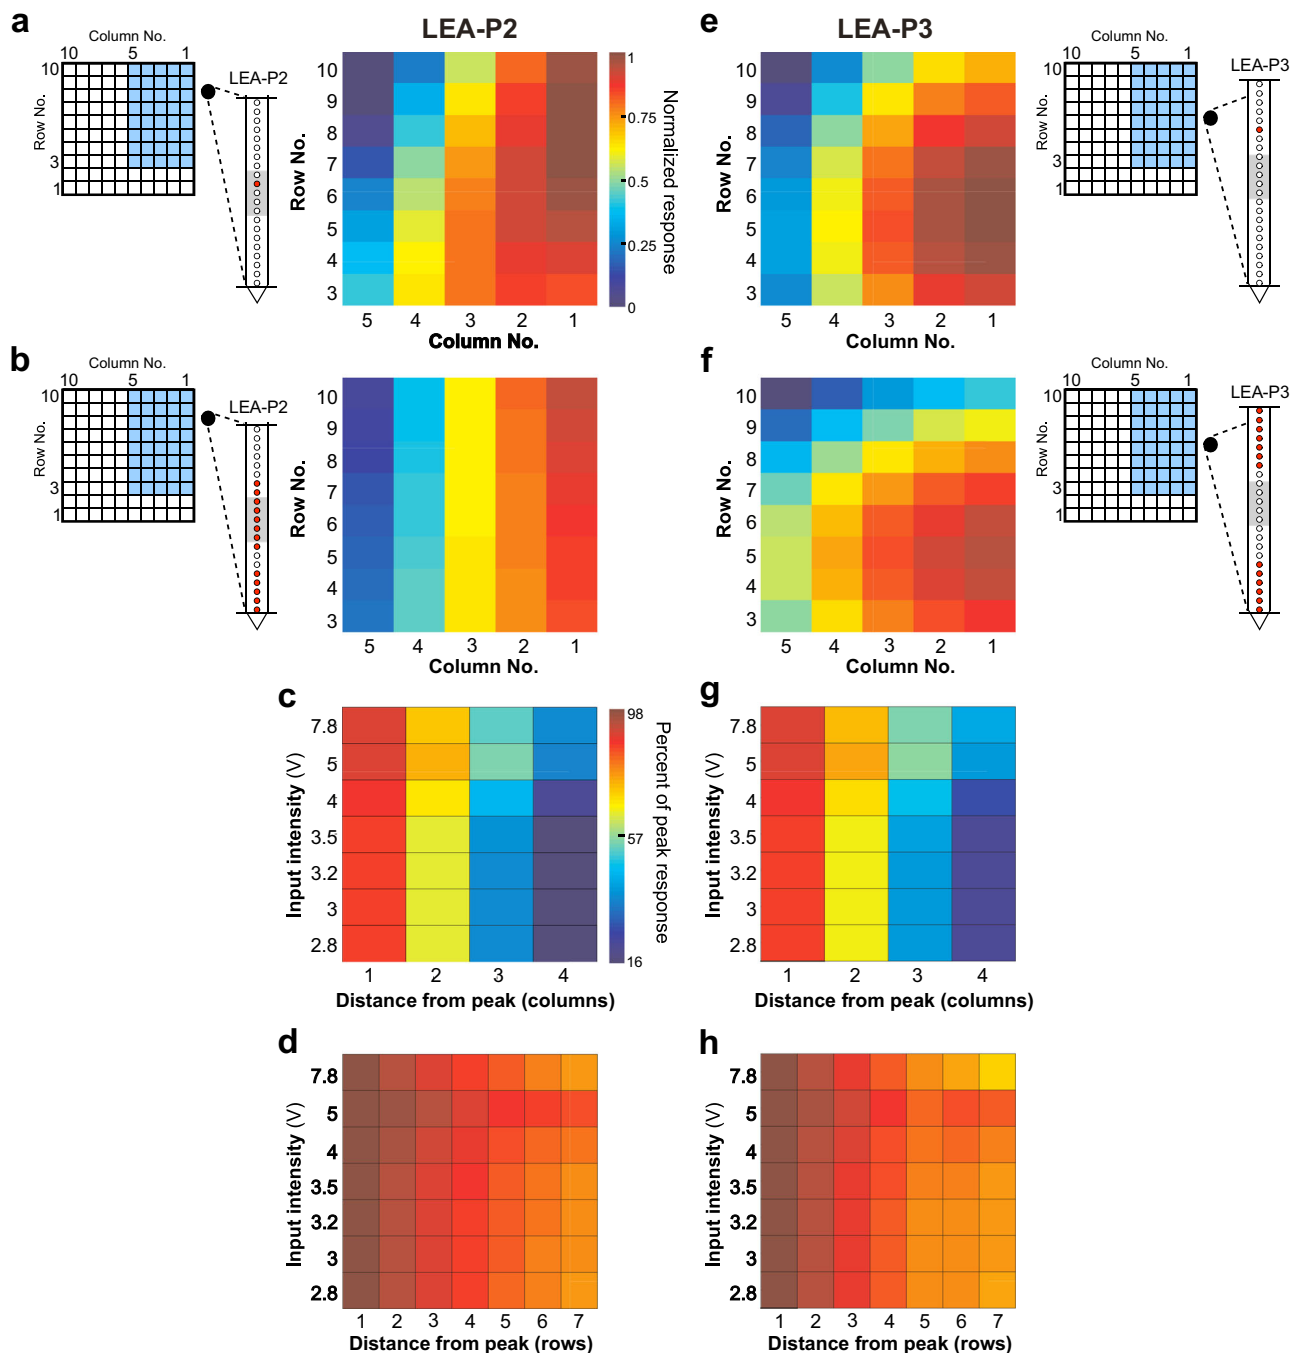 a
Column No.
10 5 1
10
Row No.
3
1
LEA-P2
LEA-P2
10
9
8
7
6
5
4
3
Row No.
5 4 3 2 1
Column No.
1
0.75
0.5
0.25
0
Normalized response
e
LEA-P3
10
9
8
7
6
5
4
3
Row No.
5 4 3 2 1
Column No.
Column No.
10 5 1
10
Row No.
3
1
LEA-P3
b
Column No.
10 5 1
10
Row No.
3
1
LEA-P2
10
9
8
7
6
5
4
3
Row No.
5 4 3 2 1
Column No.
f
10
9
8
7
6
5
4
3
Row No.
5 4 3 2 1
Column No.
Column No.
10 5 1
10
Row No.
3
1
LEA-P3
c
7.8
5
4
3.5
3.2
3
2.8
Input intensity (V)
1 2 3 4
Distance from peak (columns)
98
57
16
Percent of peak response
g
7.8
5
4
3.5
3.2
3
2.8
Input intensity (V)
1 2 3 4
Distance from peak (columns)
d
7.8
5
4
3.5
3.2
3
2.8
Input intensity (V)
1 2 3 4 5 6 7
Distance from peak (rows)
h
7.8
5
4
3.5
3.2
3
2.8
Input intensity (V)
1 2 3 4 5 6 7
Distance from peak (rows)